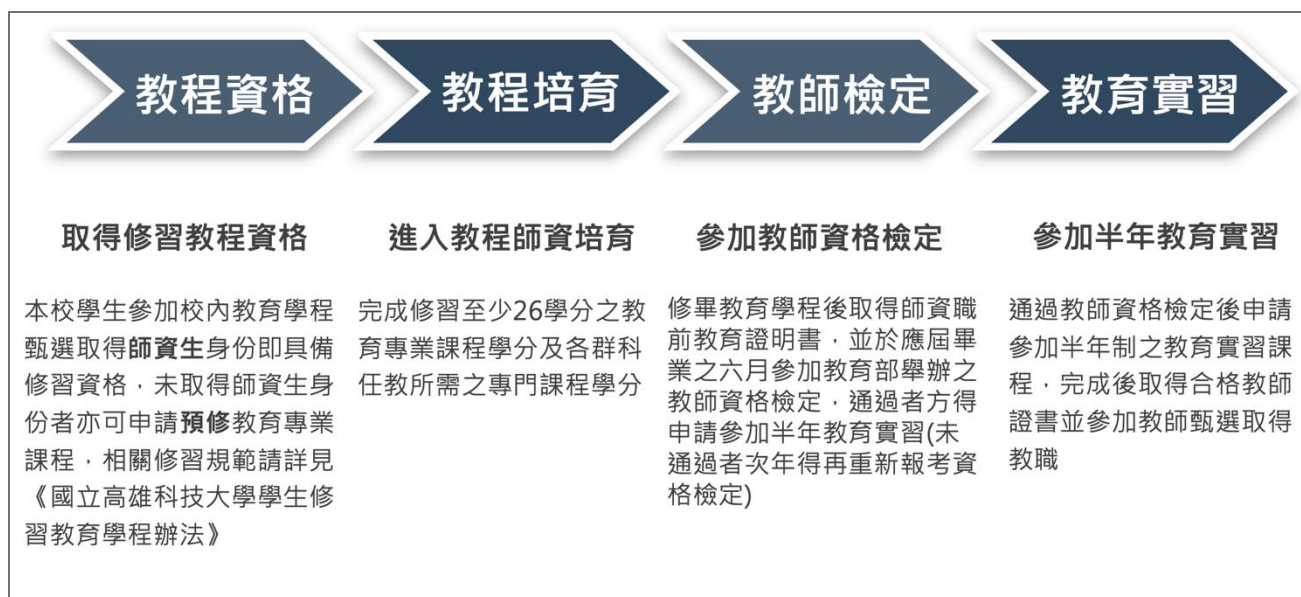 教程資格
教程培育
教師檢定
教育實習
取得修習教程資格
本校學生參加校內教育學程
甄選取得師資生身份即具備
修習資格，未取得師資生身
份者亦可申請預修教育專業
課程，相關修習規範請詳見
《國立高雄科技大學學生修
習教育學程辦法》
進入教程師資培育
完成修習至少26學分之教
育專業課程學分及各群科
任教所需之專門課程學分
參加教師資格檢定
修畢教育學程後取得師資職
前教育證明書，並於應屆畢
業之六月參加教育部舉辦之
教師資格檢定，通過者方得
申請參加半年教育實習(未
通過者次年得再重新報考資
格檢定)
參加半年教育實習
通過教師資格檢定後申請
參加半年制之教育實習課
程，完成後取得合格教師
證書並參加教師甄選取得
教職